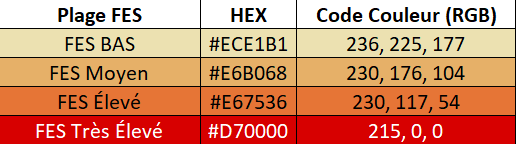 Plage FES HEX Code Couleur (RGB)
FES BAS #ECE1B1 236, 225, 177
FES Moyen #E6B068 230, 176, 104
FES Élevé #E67536 230, 117, 54
FES Très Élevé #D70000 215, 0, 0